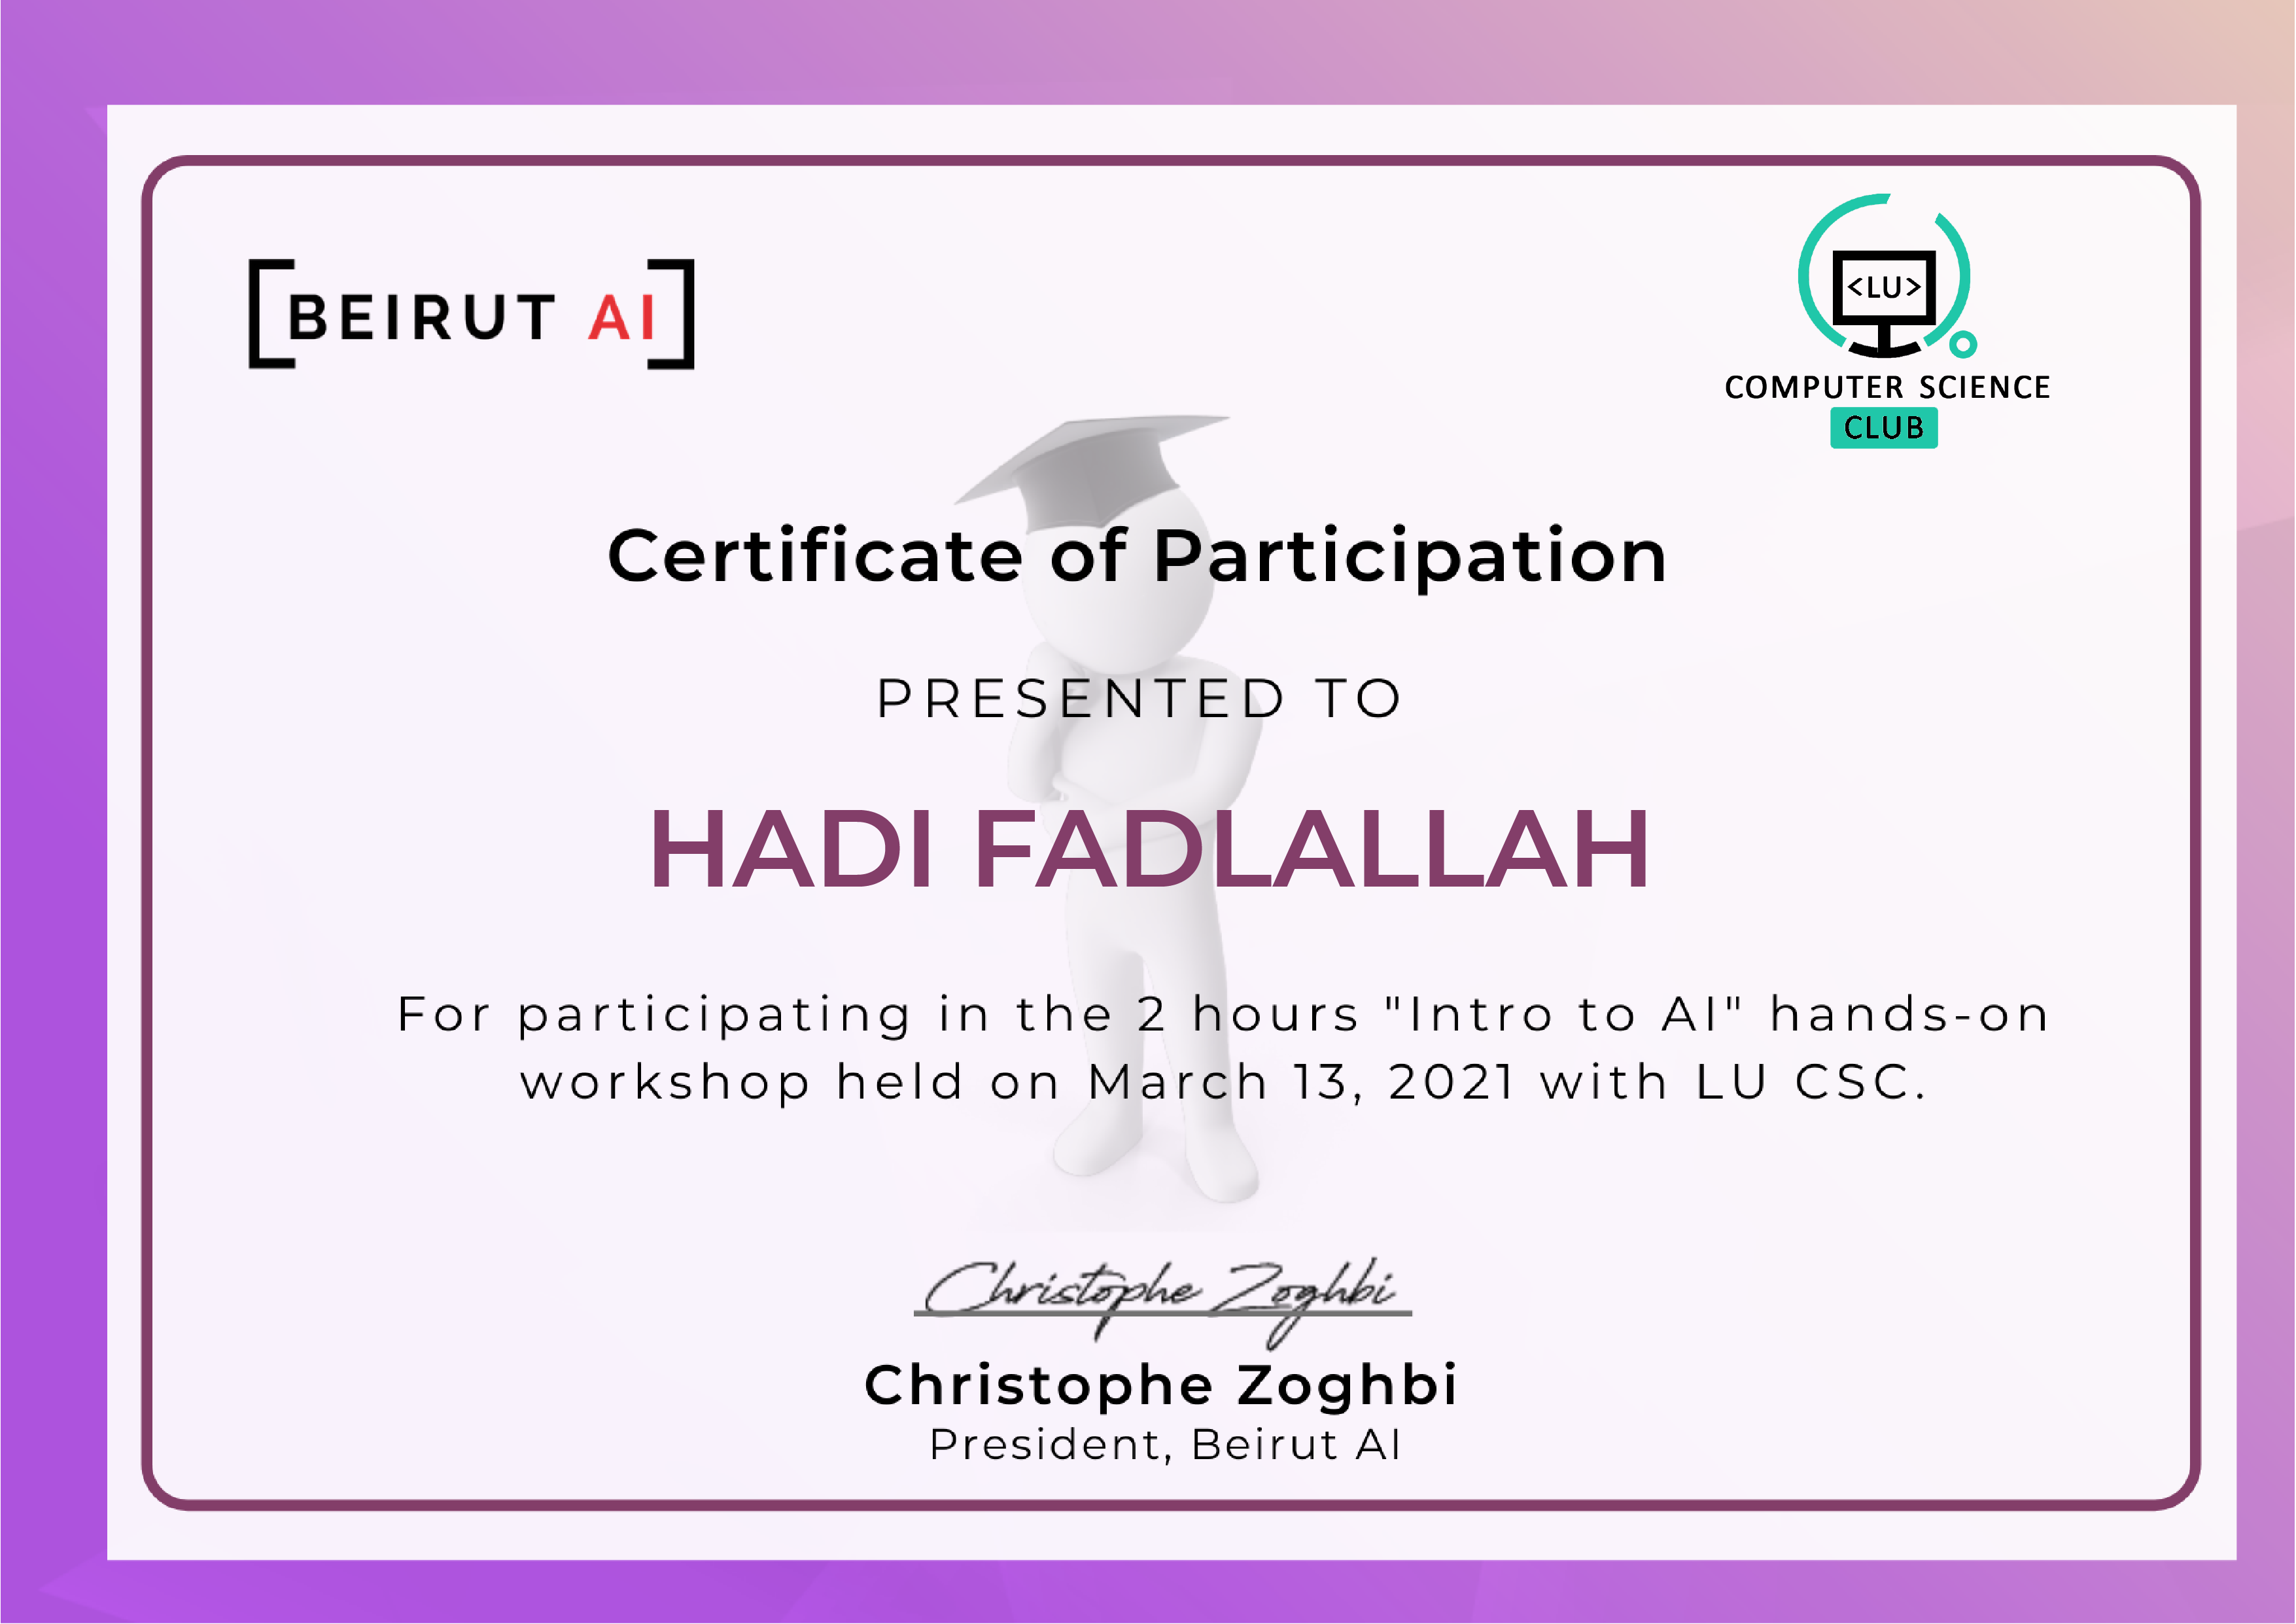 [BEIRUT AI]
<LU>
COMPUTER SCIENCE
CLUB
Certificate of Participation
PRESENTED TO
HADI FADLALLAH
For participating in the 2 hours "Intro to AI" hands-on
workshop held on March 13, 2021 with LU CSC.
Christophe Zoghbi
Christophe Zoghbi
President, Beirut AI